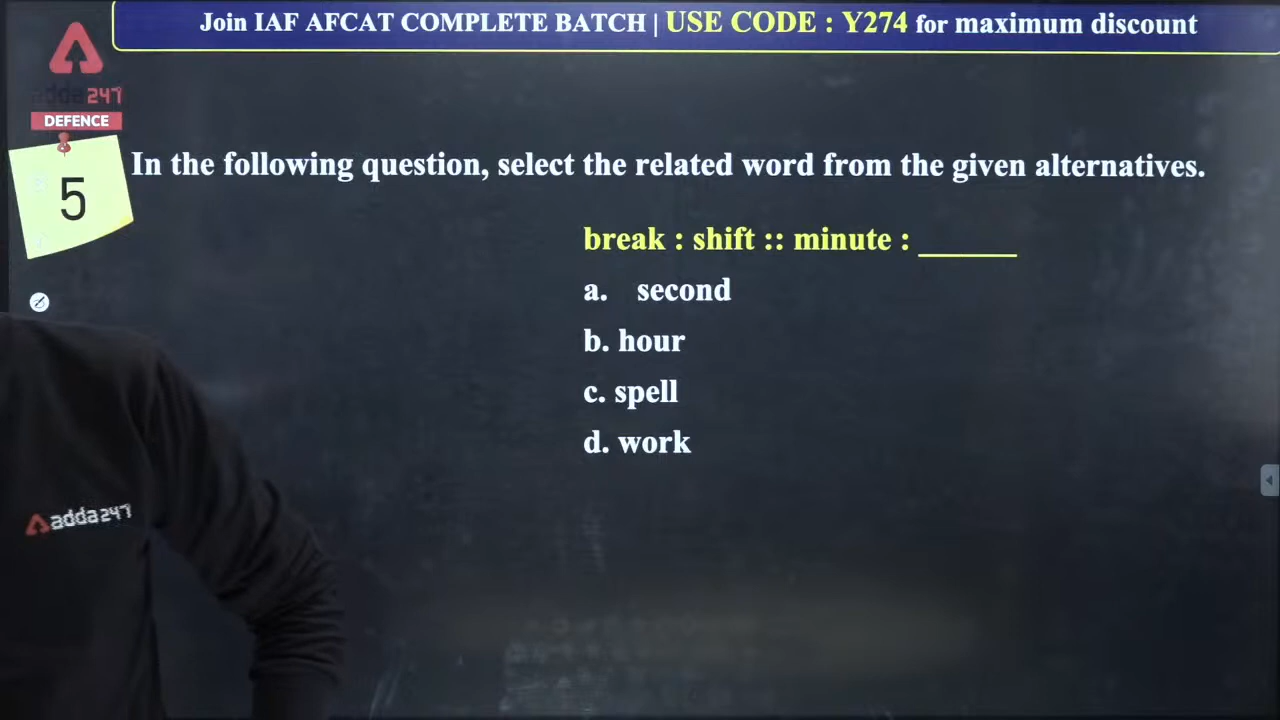 Join IAF AFCAT COMPLETE BATCH | USE CODE : Y274 for maximum discount
adda247
DEFENCE
5
In the following question, select the related word from the given alternatives.
break : shift :: minute : ______
a. second
b. hour
c. spell
d. work
adda247